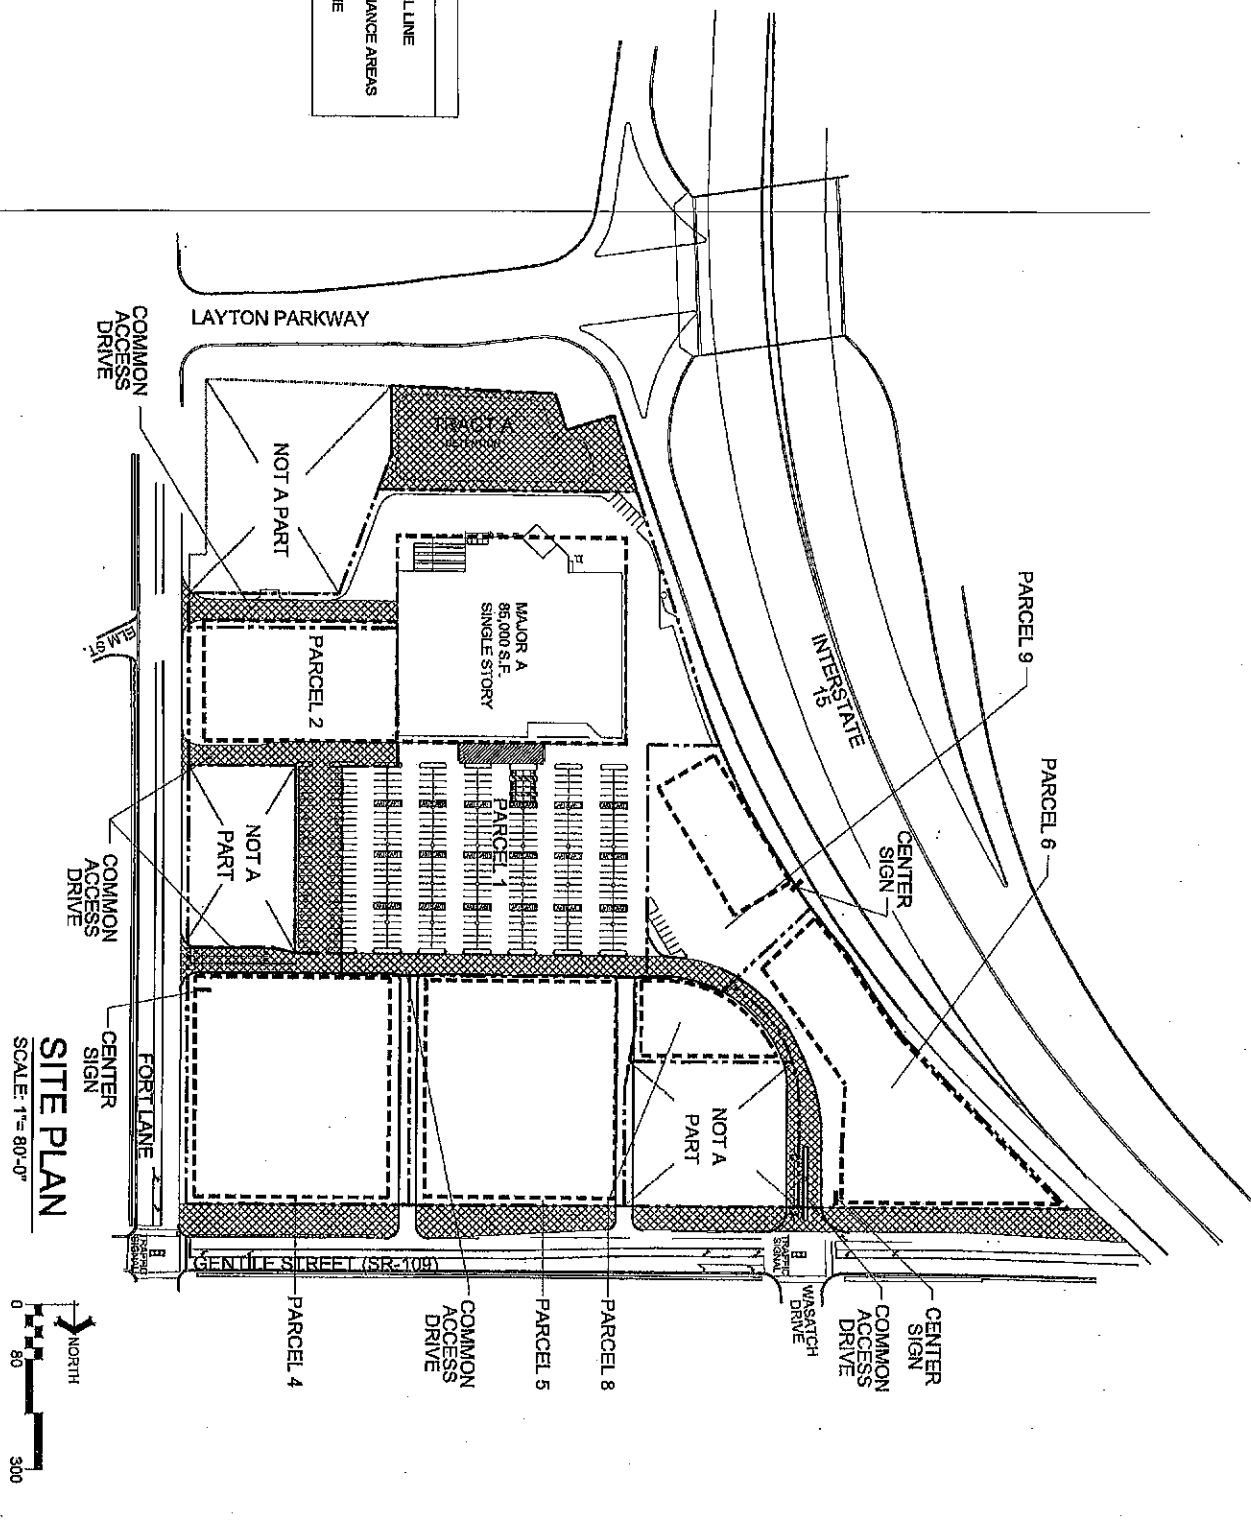 L LINE
IANCE AREAS
IE
LAYTON PARKWAY
COMMON
ACCESS
DRIVE
TRACT A
NOT A PART
ELM ST.
PARCEL 2
MAJOR A
85,000 S.F.
SINGLE STORY
INTERSTATE
15
PARCEL 9
PARCEL 6
CENTER
SIGN
PARCEL 1
NOT A
PART
COMMON
ACCESS
DRIVE
CENTER
SIGN
FORT LANE
NOT A
PART
TRAFFIC
SIGNAL
GENTILE STREET (SR-109)
TRAFFIC
SIGNAL
WASATCH
DRIVE
PARCEL 4
COMMON
ACCESS
DRIVE
PARCEL 5
PARCEL 8
COMMON
ACCESS
DRIVE
CENTER
SIGN
SITE PLAN
SCALE: 1"= 80'-0"
NORTH
0 80 300